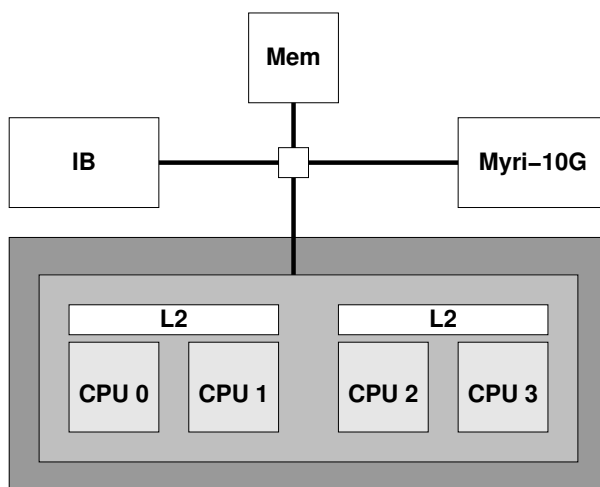 Mem
IB
Myri−10G
L2
L2
CPU 0
CPU 1
CPU 2
CPU 3